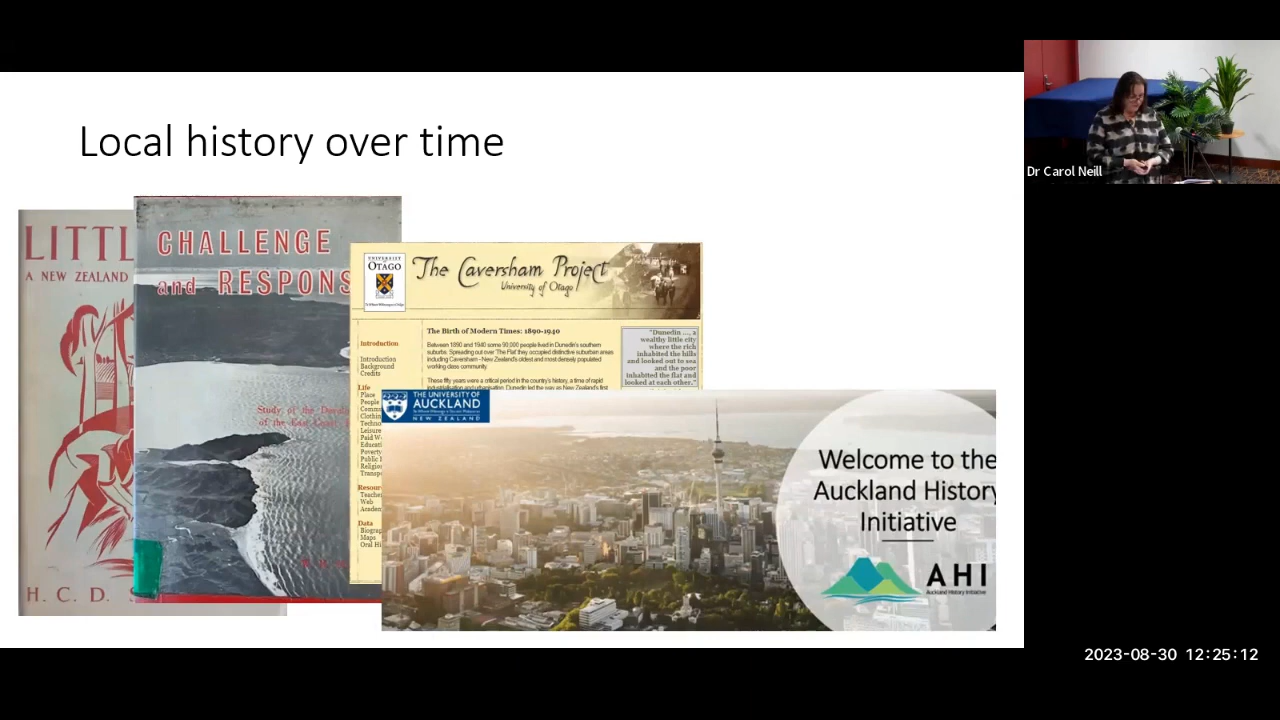 Local history over time
LITTL
A NEW ZEALAND
H. C. D. S
CHALLENGE
and RESPONS
Study of the
of the East Coast
UNIVERSITY
OTAGO
The Caversham Project
University of Otago
Introduction
Introduction
Background
Credits
Life
Place
People
Commu
Clothin
Techno
Leisure
Paid W
Educati
Poverty
Public I
Religio
Transpo
Resour
Teache
Web
Academ
Data
Biograp
Maps
Oral Hi
The Birth of Modern Times: 1890-1940
Between 1890 and 1940 some 90,000 people lived in Dunedin's southern
suburbs. Spreading out over 'The Flat' they occupied distinctive suburban areas
including Caversham - New Zealand's oldest and most densely populated
working class community.
These fifty years were a critical period in the country's history, a time of rapid
industrialisation and urbanisation. Dunedin led the way as New Zealand's first
"Dunedin ..., a
wealthy little city
where the rich
inhabited the hills
and looked out to sea
and the poor
inhabited the flat and
looked at each other."
THE UNIVERSITY OF
AUCKLAND
NEW ZEALAND
Welcome to the
Auckland History
Initiative
AHI
Auckland History Initiative
Dr Carol Neill
2023-08-30 12:25:12